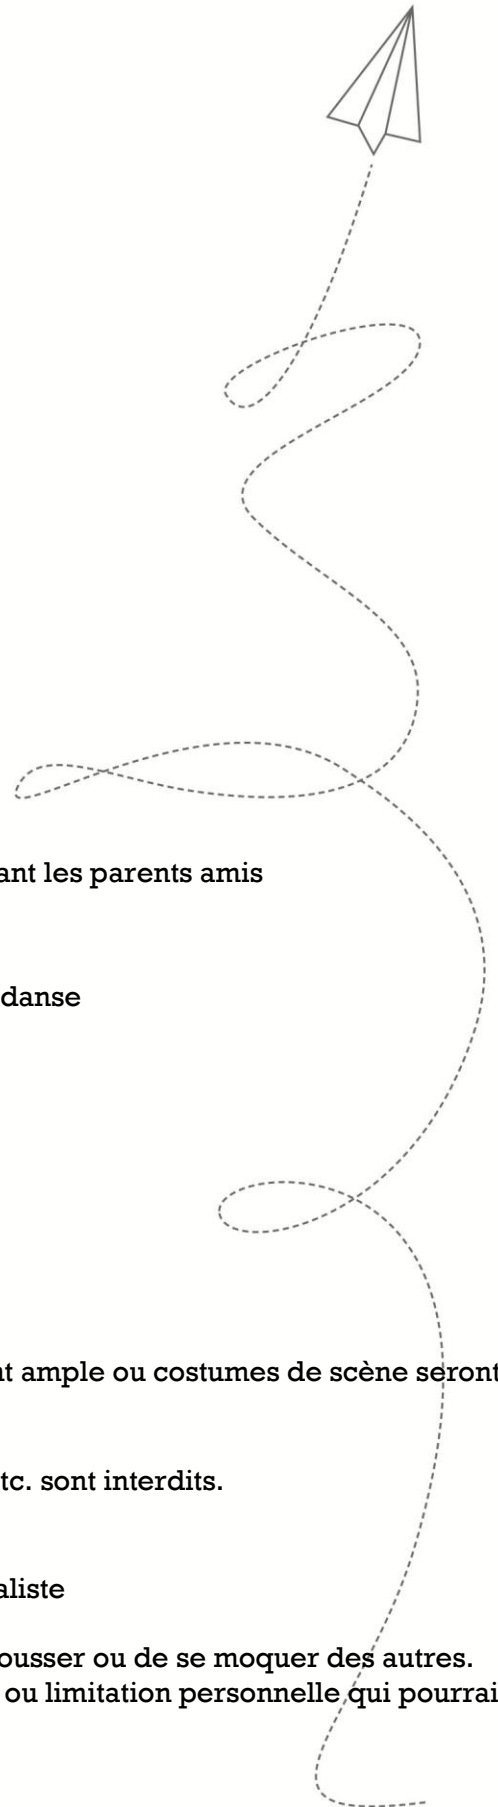 ant les parents amis
danse
t ample ou costumes de scène seront
tc. sont interdits.
aliste
ousser ou de se moquer des autres.
ou limitation personnelle qui pourrai